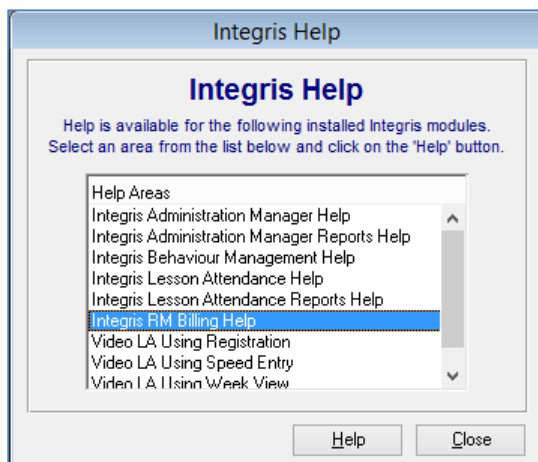 Integris Help
Integris Help
Help is available for the following installed Integris modules.
Select an area from the list below and click on the 'Help' button.
Help Areas
Integris Administration Manager Help
Integris Administration Manager Reports Help
Integris Behaviour Management Help
Integris Lesson Attendance Help
Integris Lesson Attendance Reports Help
Integris RM Billing Help
Video LA Using Registration
Video LA Using Speed Entry
Video LA Using Week View
Help Close